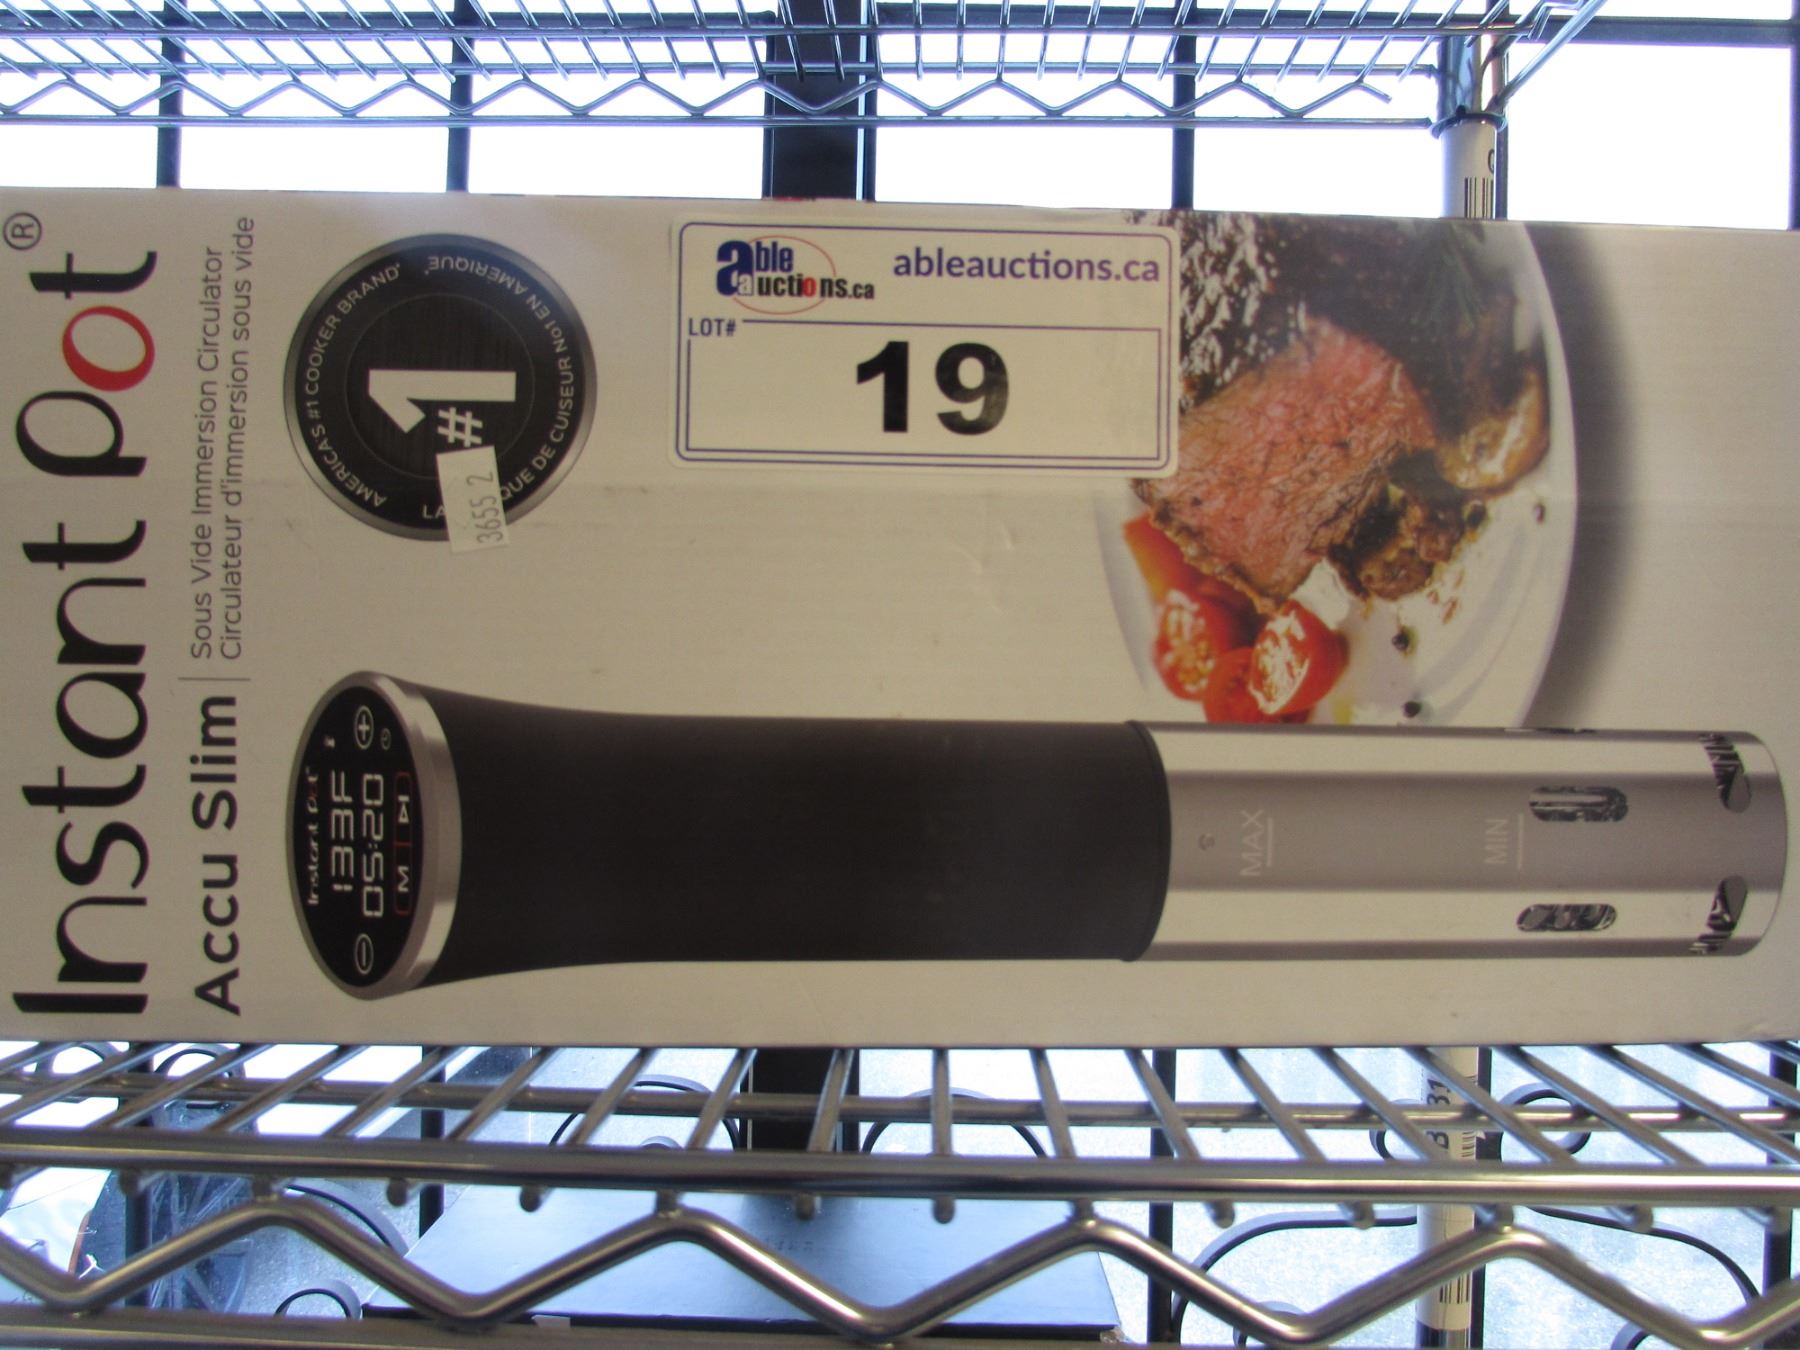 Instant Pot®
Accu Slim
Sous Vide Immersion Circulator
Circulateur d'immersion sous vide
AMERICA'S #1 COOKER BRAND.
QUE DE CUISEUR No1 EN AMÉRIQUE.
LA
#1
3655 2
able auctions.ca
ableauctions.ca
LOT#
19
Instant Pot
133F
05:20
M
MAX
MIN